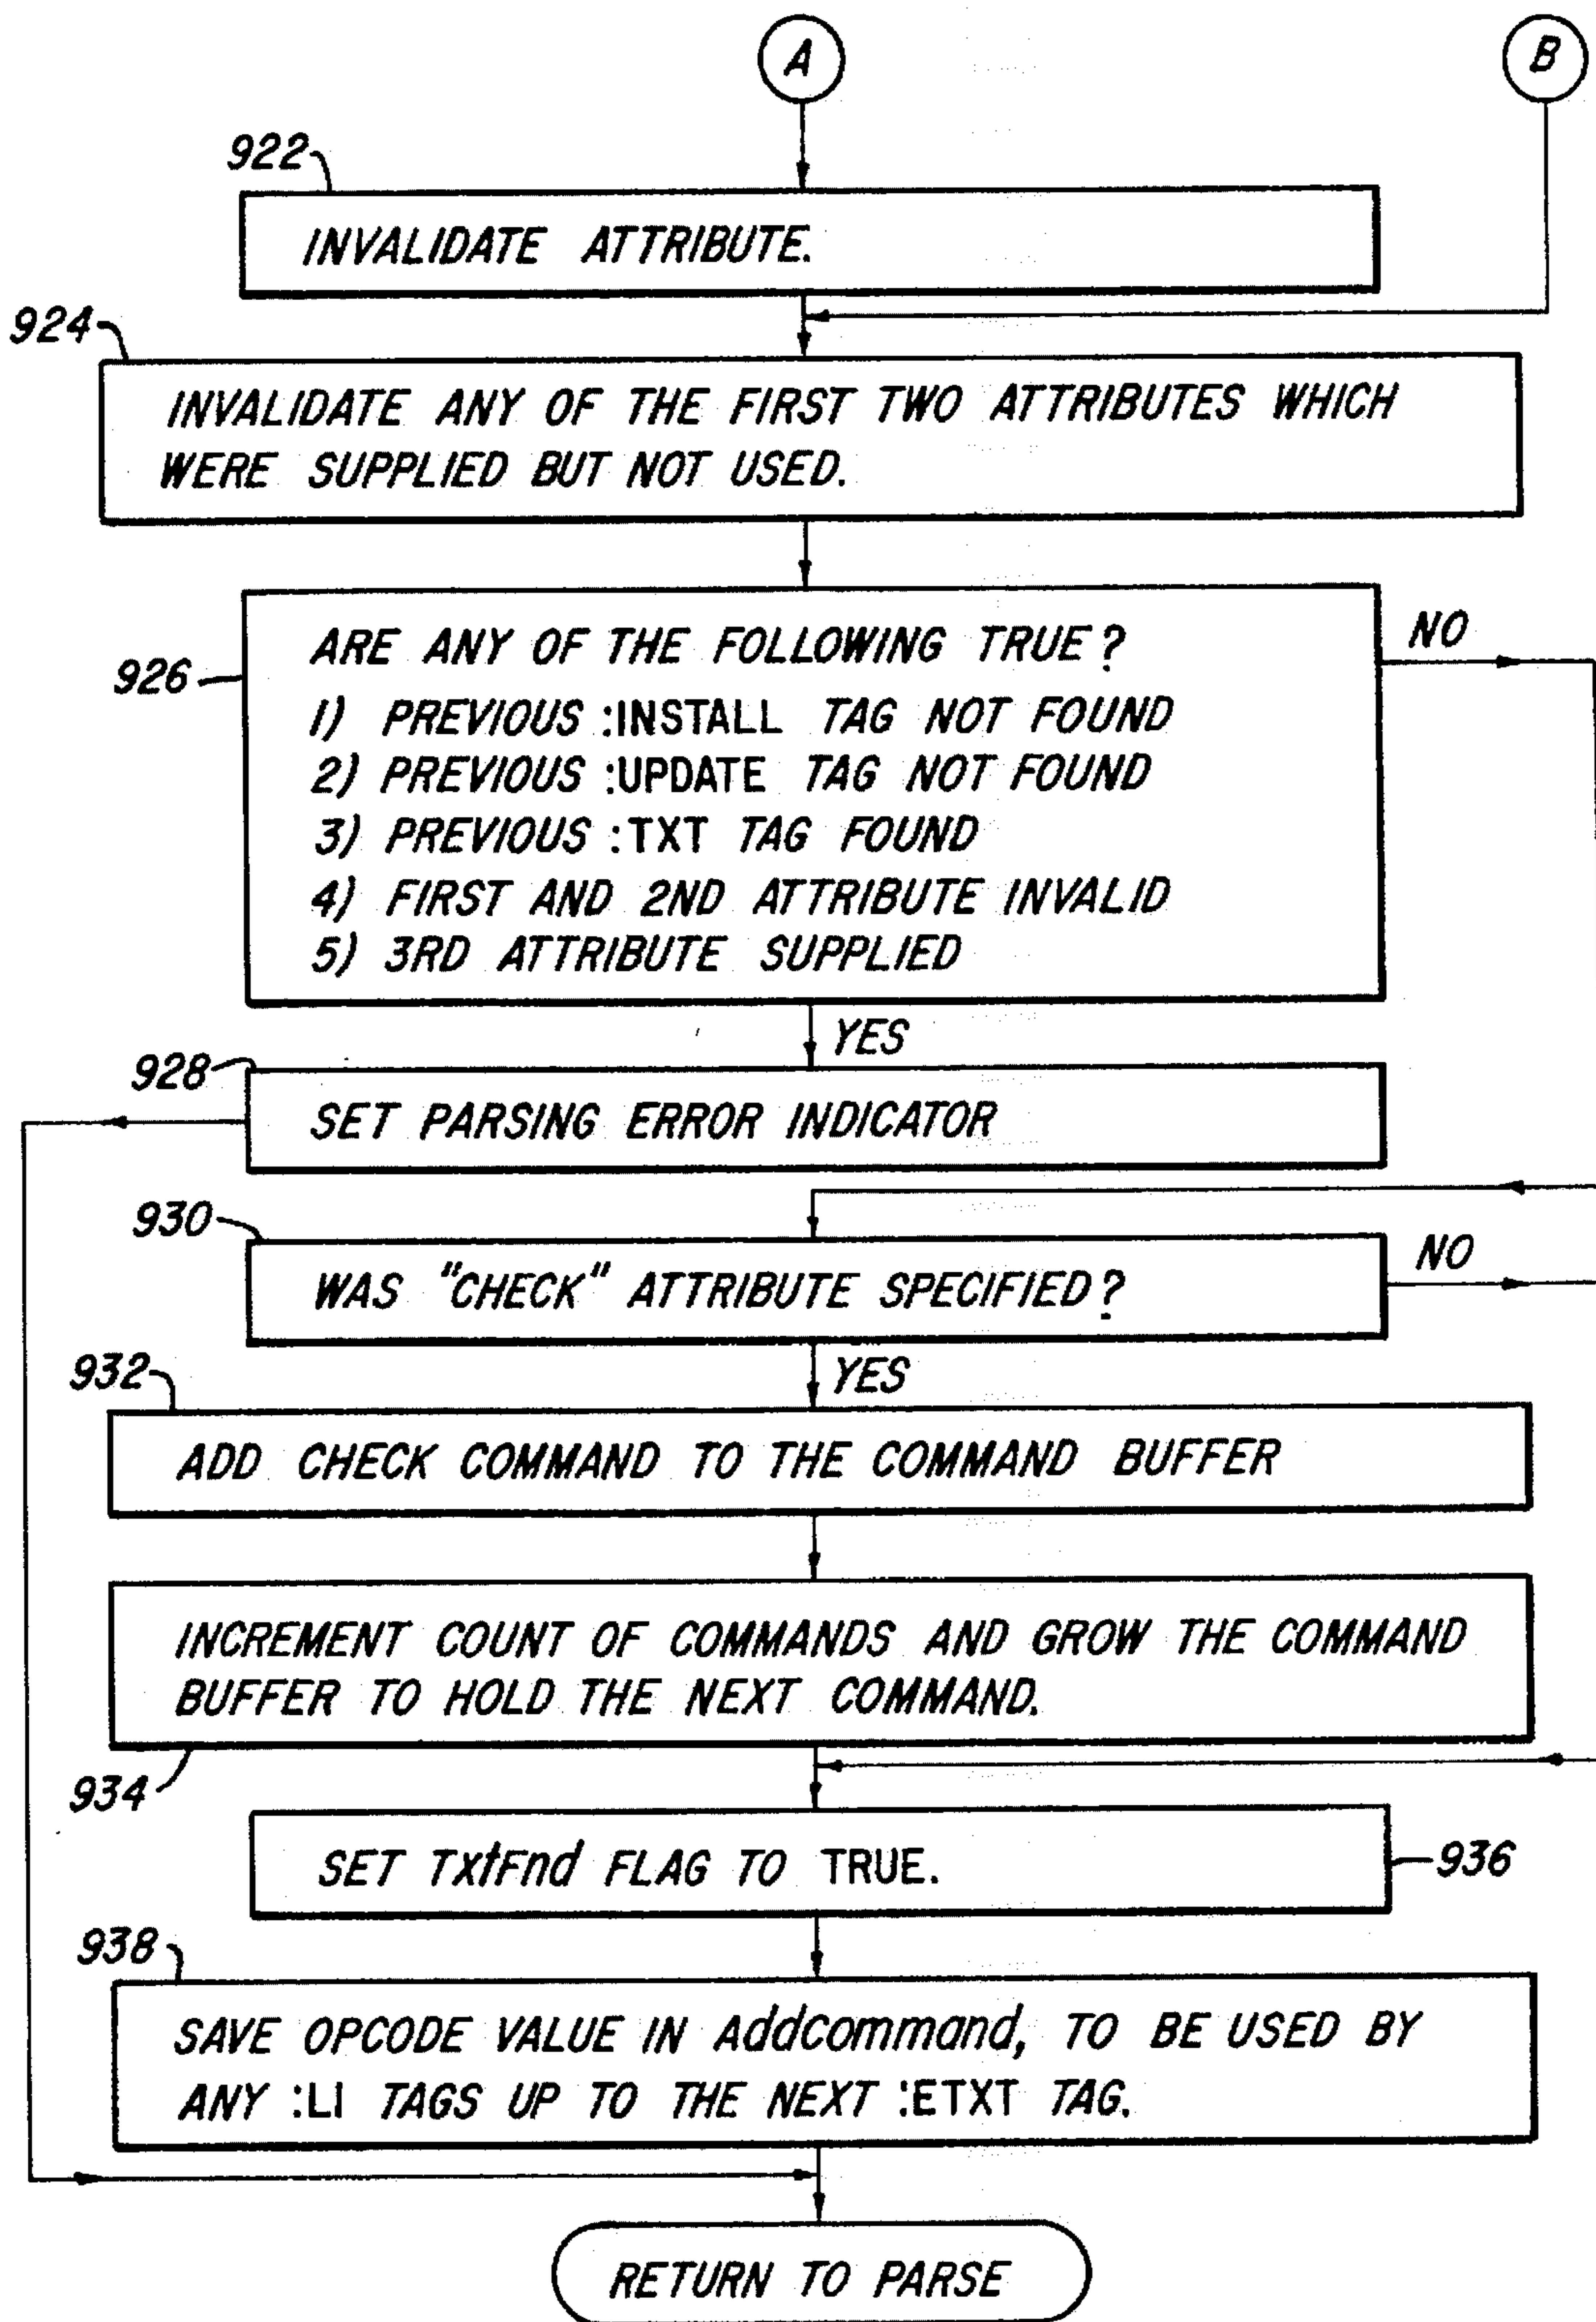 A
B
922
INVALIDATE ATTRIBUTE.
924
INVALIDATE ANY OF THE FIRST TWO ATTRIBUTES WHICH
WERE SUPPLIED BUT NOT USED.
926
ARE ANY OF THE FOLLOWING TRUE?
NO
1) PREVIOUS :INSTALL TAG NOT FOUND
2) PREVIOUS :UPDATE TAG NOT FOUND
3) PREVIOUS :TXT TAG FOUND
4) FIRST AND 2ND ATTRIBUTE INVALID
5) 3RD ATTRIBUTE SUPPLIED
YES
928
SET PARSING ERROR INDICATOR
930
WAS "CHECK" ATTRIBUTE SPECIFIED?
NO
YES
932
ADD CHECK COMMAND TO THE COMMAND BUFFER
INCREMENT COUNT OF COMMANDS AND GROW THE COMMAND
BUFFER TO HOLD THE NEXT COMMAND.
934
SET TxtFnd FLAG TO TRUE.
936
938
SAVE OPCODE VALUE IN Addcommand, TO BE USED BY
ANY :LI TAGS UP TO THE NEXT :ETXT TAG.
RETURN TO PARSE